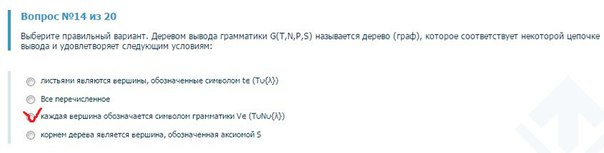 Вопрос №14 из 20
Выберите правильный вариант. Деревом вывода грамматики G(T,N,P,S) называется дерево (граф), которое соответствует некоторой цепочке
вывода и удовлетворяет следующим условиям:
листьями являются вершины, обозначенные символом tє (T∪{λ})
Все перечисленное
каждая вершина обозначается символом грамматики Vє (T∪N∪{λ})
корнем дерева является вершина, обозначенная аксиомой S